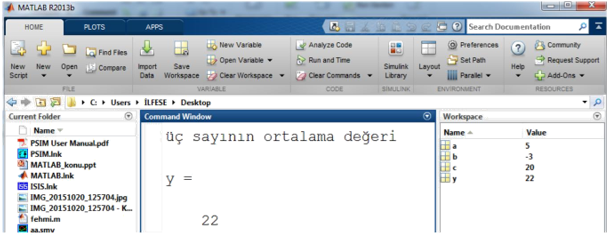 MATLAB R2013b
HOME PLOTS APPS Search Documentation
New Script New Open Find Files Compare Import Data Save Workspace New Variable Open Variable Clear Workspace Analyze Code Run and Time Clear Commands Simulink Library Layout Preferences Set Path Parallel Help Community Request Support Add-Ons
FILE VARIABLE CODE SIMULINK ENVIRONMENT RESOURCES
C: Users İLFESE Desktop
Current Folder Command Window Workspace
Name
PSIM User Manual.pdf
PSIM.lnk
MATLAB_konu.ppt
MATLAB.lnk
ISIS.lnk
IMG_20151020_125704.jpg
IMG_20151020_125704 - K...
fehmi.m
aa.smv
üç sayının ortalama değeri
y =
22
Name Value
a 5
b -3
c 20
y 22